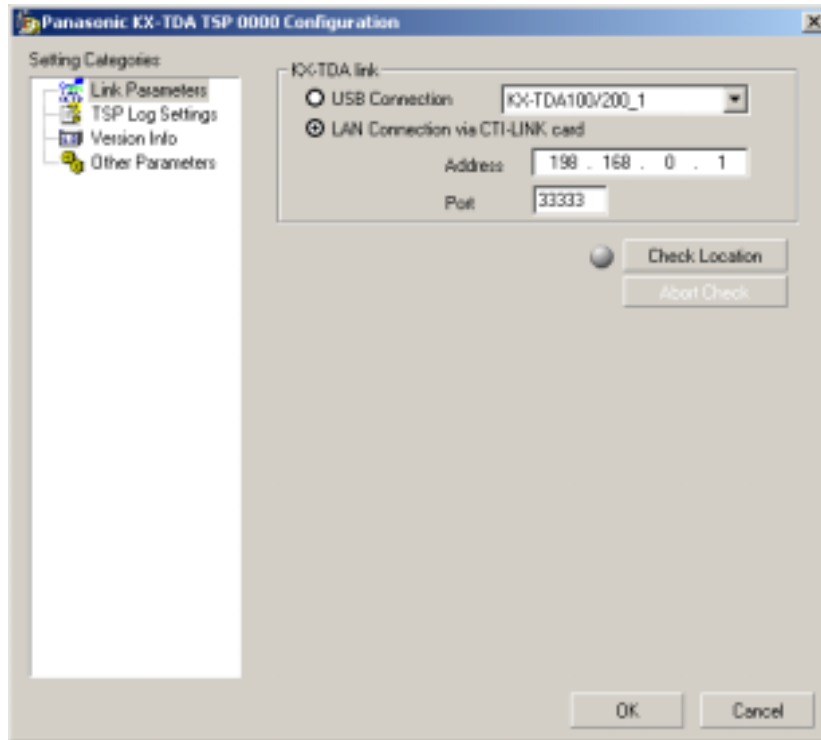 Panasonic KX-TDA TSP 0000 Configuration
Setting Categories
Link Parameters
TSP Log Settings
Version Info
Other Parameters
KX-TDA link
USB Connection KX-TDA100/200_1
LAN Connection via CTI-LINK card
Address 198 . 168 . 0 . 1
Port 33333
Check Location
Abort Check
OK Cancel